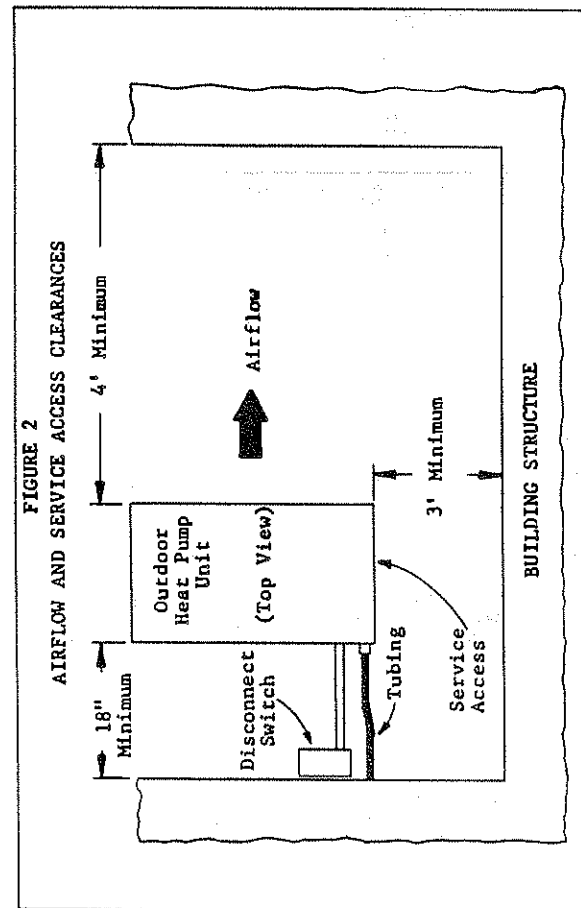 FIGURE 2
AIRFLOW AND SERVICE ACCESS CLEARANCES
18"
Minimum
4' Minimum
Outdoor
Heat Pump
Unit
(Top View)
Airflow
Disconnect
Switch
Tubing
Service
Access
3' Minimum
BUILDING STRUCTURE